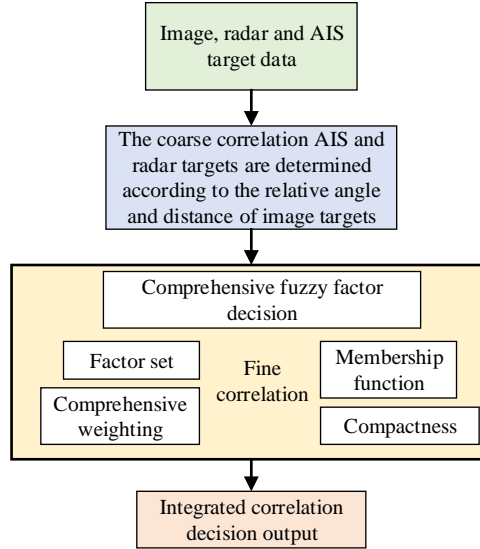 Image, radar and AIS
target data
The coarse correlation AIS and
radar targets are determined
according to the relative angle
and distance of image targets
Comprehensive fuzzy factor
decision
Factor set
Comprehensive
weighting
Fine
correlation
Membership
function
Compactness
Integrated correlation
decision output